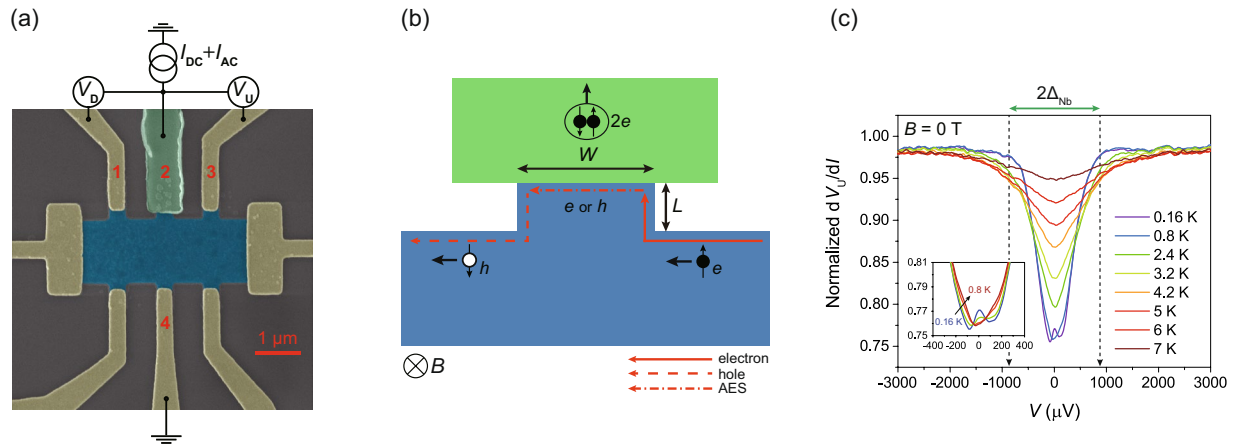 (a)
I_DC+I_AC
V_D
V_U
1
2
3
4
1 µm
(b)
2e
W
e or h
L
h
e
B
electron
hole
AES
(c)
2Δ_Nb
B = 0 T
Normalized dV_U/dI
1.00
0.95
0.90
0.85
0.80
0.75
0.16 K
0.8 K
2.4 K
3.2 K
4.2 K
5 K
6 K
7 K
0.81
0.79
0.77
0.75
0.8 K
0.16 K
-400 -200 0 200 400
-3000 -2000 -1000 0 1000 2000 3000
V (µV)